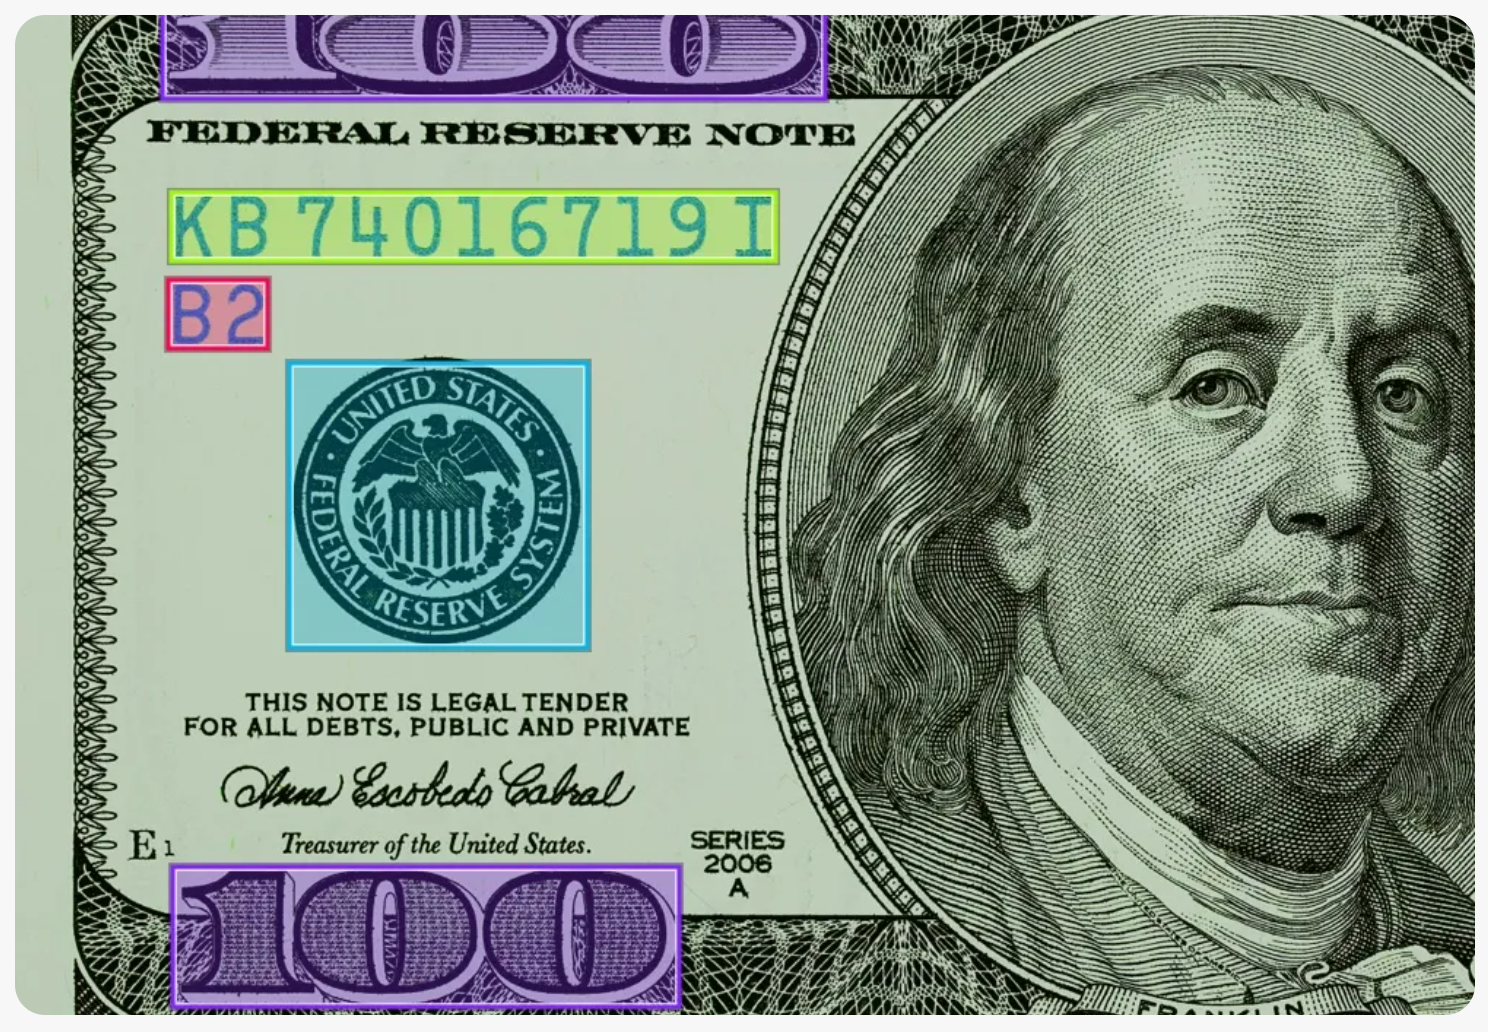 100
FEDERAL RESERVE NOTE
KB 74016719 I
B2
UNITED STATES
FEDERAL RESERVE SYSTEM
THIS NOTE IS LEGAL TENDER
FOR ALL DEBTS, PUBLIC AND PRIVATE
Anna Escobedo Cabral
E1
Treasurer of the United States.
SERIES
2006
A
100
FRANKLIN